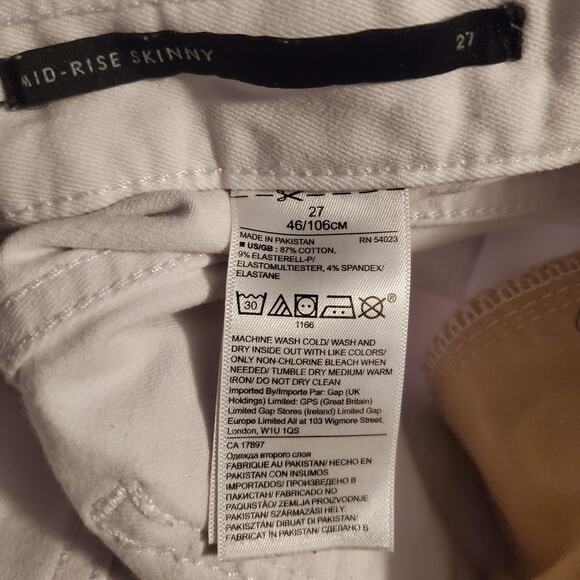 MID-RISE SKINNY 27
27
46/106CM
MADE IN PAKISTAN RN 54023
■ US/GB : 87% COTTON,
9% ELASTERELL-P/
ELASTOMULTIESTER, 4% SPANDEX/
ELASTANE
30
®
1166
MACHINE WASH COLD/ WASH AND
DRY INSIDE OUT WITH LIKE COLORS/
ONLY NON-CHLORINE BLEACH WHEN
NEEDED/ TUMBLE DRY MEDIUM/ WARM
IRON/ DO NOT DRY CLEAN
Imported By/Importe Par: Gap (UK
Holdings) Limited: GPS (Great Britain)
Limited Gap Stores (Ireland) Limited Gap
Europe Limited All at 103 Wigmore Street,
London, W1U 1QS
CA 17897
Одежда второго слоя
FABRIQUE AU PAKISTAN/ HECHO EN
PAKISTAN CON INSUMOS
IMPORTADOS/ ПРОИЗВЕДЕНО В
ПАКИСТАН/ FABRICADO NO
PAQUISTÃO/ ZEMLJA PROIZVODNJE
PAKISTAN/ SZÁRMAZÁSI HELY:
PAKISZTÁN/ DIBUAT DI PAKISTAN/
FABRICADO EN PAKISTAN/ СДЕЛАНО В